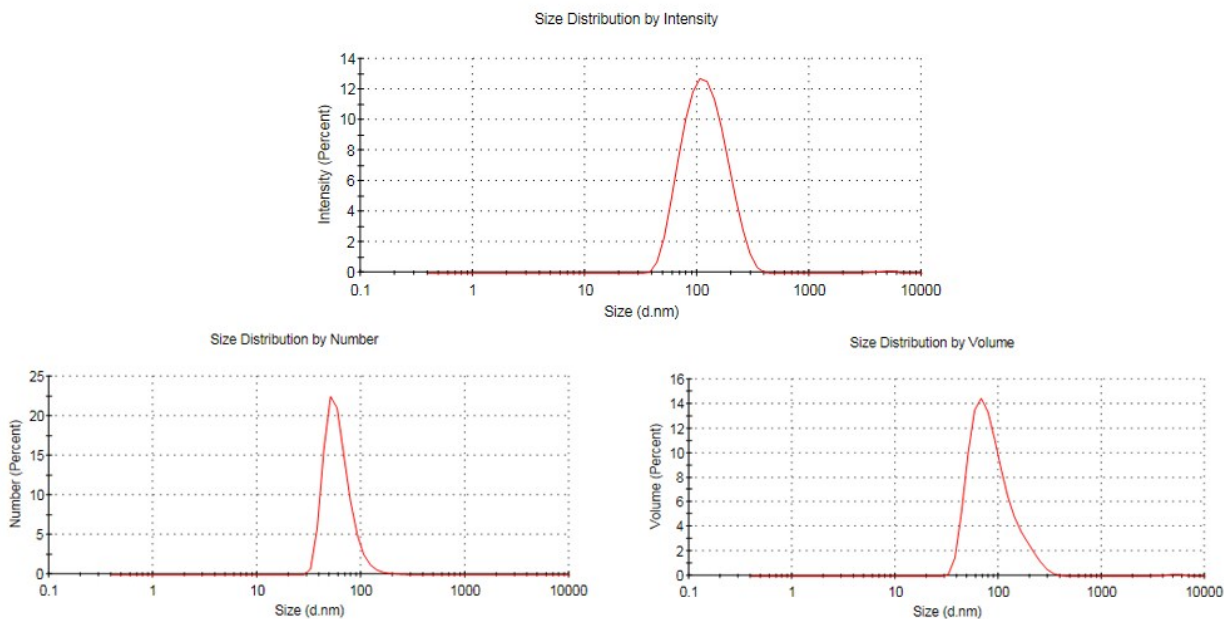 Size Distribution by Intensity
14
12
10
8
6
4
2
0
Intensity (Percent)
0.1 1 10 100 1000 10000
Size (d.nm)
Size Distribution by Number
25
20
15
10
5
0
Number (Percent)
0.1 1 10 100 1000 10000
Size (d.nm)
Size Distribution by Volume
16
14
12
10
8
6
4
2
0
Volume (Percent)
0.1 1 10 100 1000 10000
Size (d.nm)